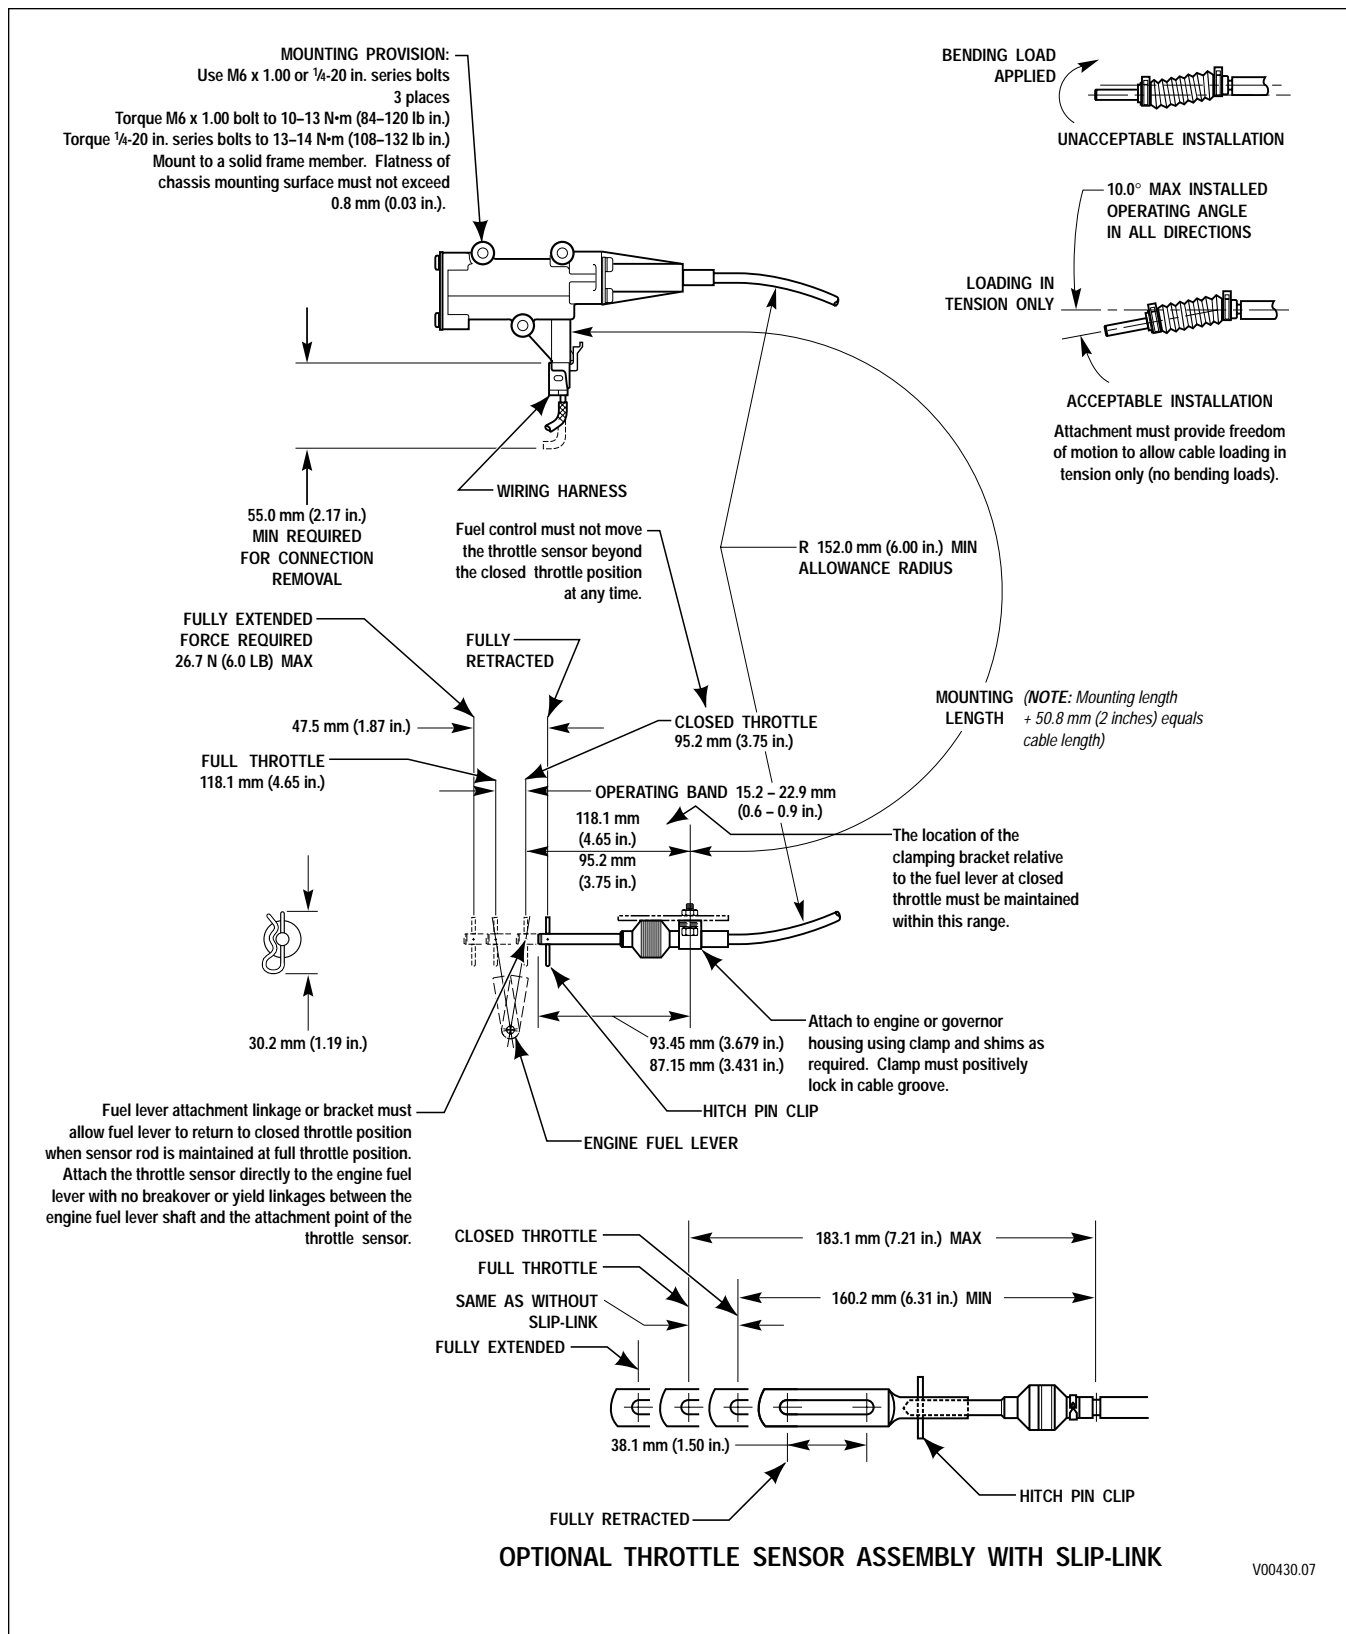 MOUNTING PROVISION:
Use M6 x 1.00 or 1/4-20 in. series bolts
3 places
Torque M6 x 1.00 bolt to 10–13 N•m (84–120 lb in.)
Torque 1/4-20 in. series bolts to 13–14 N•m (108–132 lb in.)
Mount to a solid frame member. Flatness of
chassis mounting surface must not exceed
0.8 mm (0.03 in.).
BENDING LOAD
APPLIED
UNACCEPTABLE INSTALLATION
10.0° MAX INSTALLED
OPERATING ANGLE
IN ALL DIRECTIONS
LOADING IN
TENSION ONLY
ACCEPTABLE INSTALLATION
Attachment must provide freedom
of motion to allow cable loading in
tension only (no bending loads).
WIRING HARNESS
55.0 mm (2.17 in.)
MIN REQUIRED
FOR CONNECTION
REMOVAL
Fuel control must not move
the throttle sensor beyond
the closed throttle position
at any time.
R 152.0 mm (6.00 in.) MIN
ALLOWANCE RADIUS
FULLY EXTENDED
FORCE REQUIRED
26.7 N (6.0 LB) MAX
FULLY
RETRACTED
MOUNTING
LENGTH
(NOTE: Mounting length
+ 50.8 mm (2 inches) equals
cable length)
47.5 mm (1.87 in.)
CLOSED THROTTLE
95.2 mm (3.75 in.)
FULL THROTTLE
118.1 mm (4.65 in.)
OPERATING BAND 15.2 – 22.9 mm
(0.6 – 0.9 in.)
118.1 mm
(4.65 in.)
95.2 mm
(3.75 in.)
The location of the
clamping bracket relative
to the fuel lever at closed
throttle must be maintained
within this range.
30.2 mm (1.19 in.)
93.45 mm (3.679 in.)
87.15 mm (3.431 in.)
Attach to engine or governor
housing using clamp and shims as
required. Clamp must positively
lock in cable groove.
HITCH PIN CLIP
ENGINE FUEL LEVER
Fuel lever attachment linkage or bracket must
allow fuel lever to return to closed throttle position
when sensor rod is maintained at full throttle position.
Attach the throttle sensor directly to the engine fuel
lever with no breakover or yield linkages between the
engine fuel lever shaft and the attachment point of the
throttle sensor.
CLOSED THROTTLE
183.1 mm (7.21 in.) MAX
FULL THROTTLE
SAME AS WITHOUT
SLIP-LINK
160.2 mm (6.31 in.) MIN
FULLY EXTENDED
38.1 mm (1.50 in.)
HITCH PIN CLIP
FULLY RETRACTED
OPTIONAL THROTTLE SENSOR ASSEMBLY WITH SLIP-LINK
V00430.07